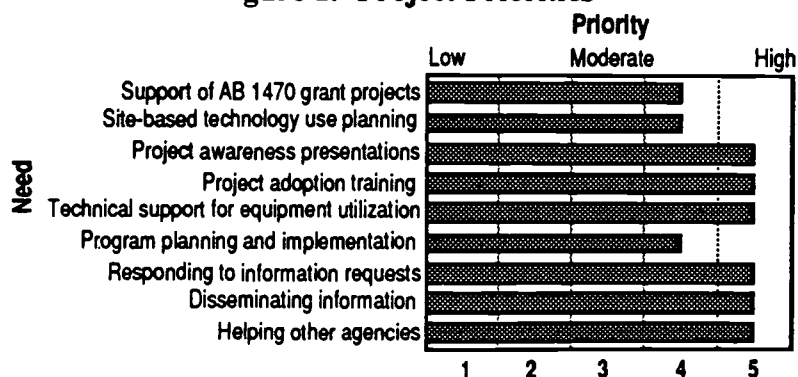 Priority
Low Moderate High
Support of AB 1470 grant projects
Site-based technology use planning
Project awareness presentations
Project adoption training
Technical support for equipment utilization
Program planning and implementation
Responding to information requests
Disseminating information
Helping other agencies
Need
1 2 3 4 5